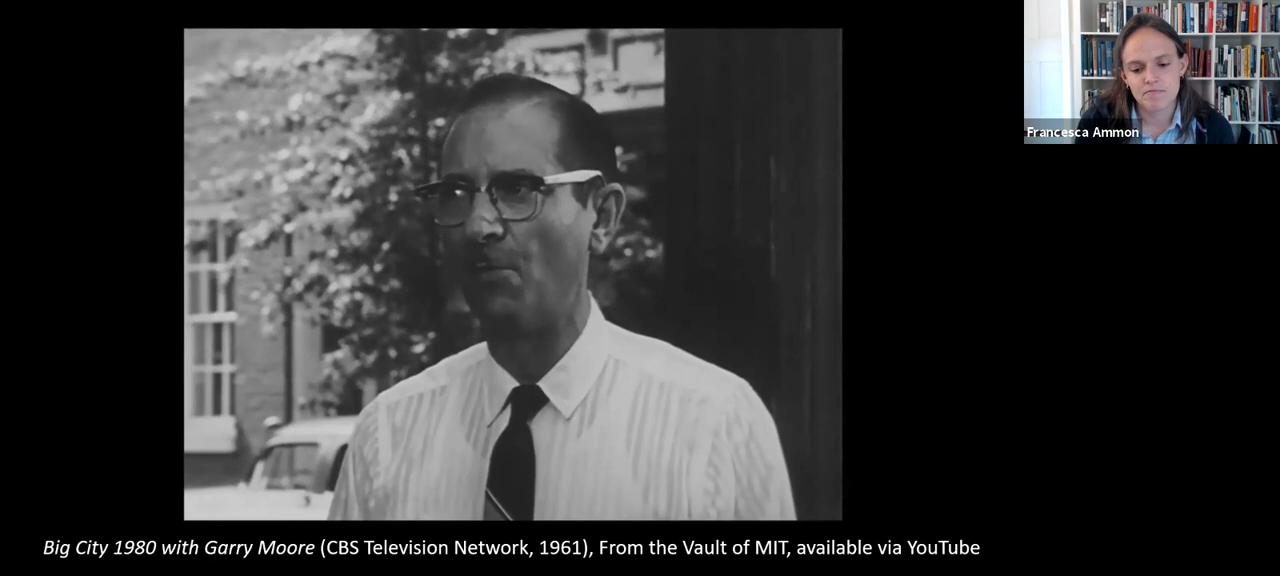 Francesca Ammon
Big City 1980 with Garry Moore (CBS Television Network, 1961), From the Vault of MIT, available via YouTube